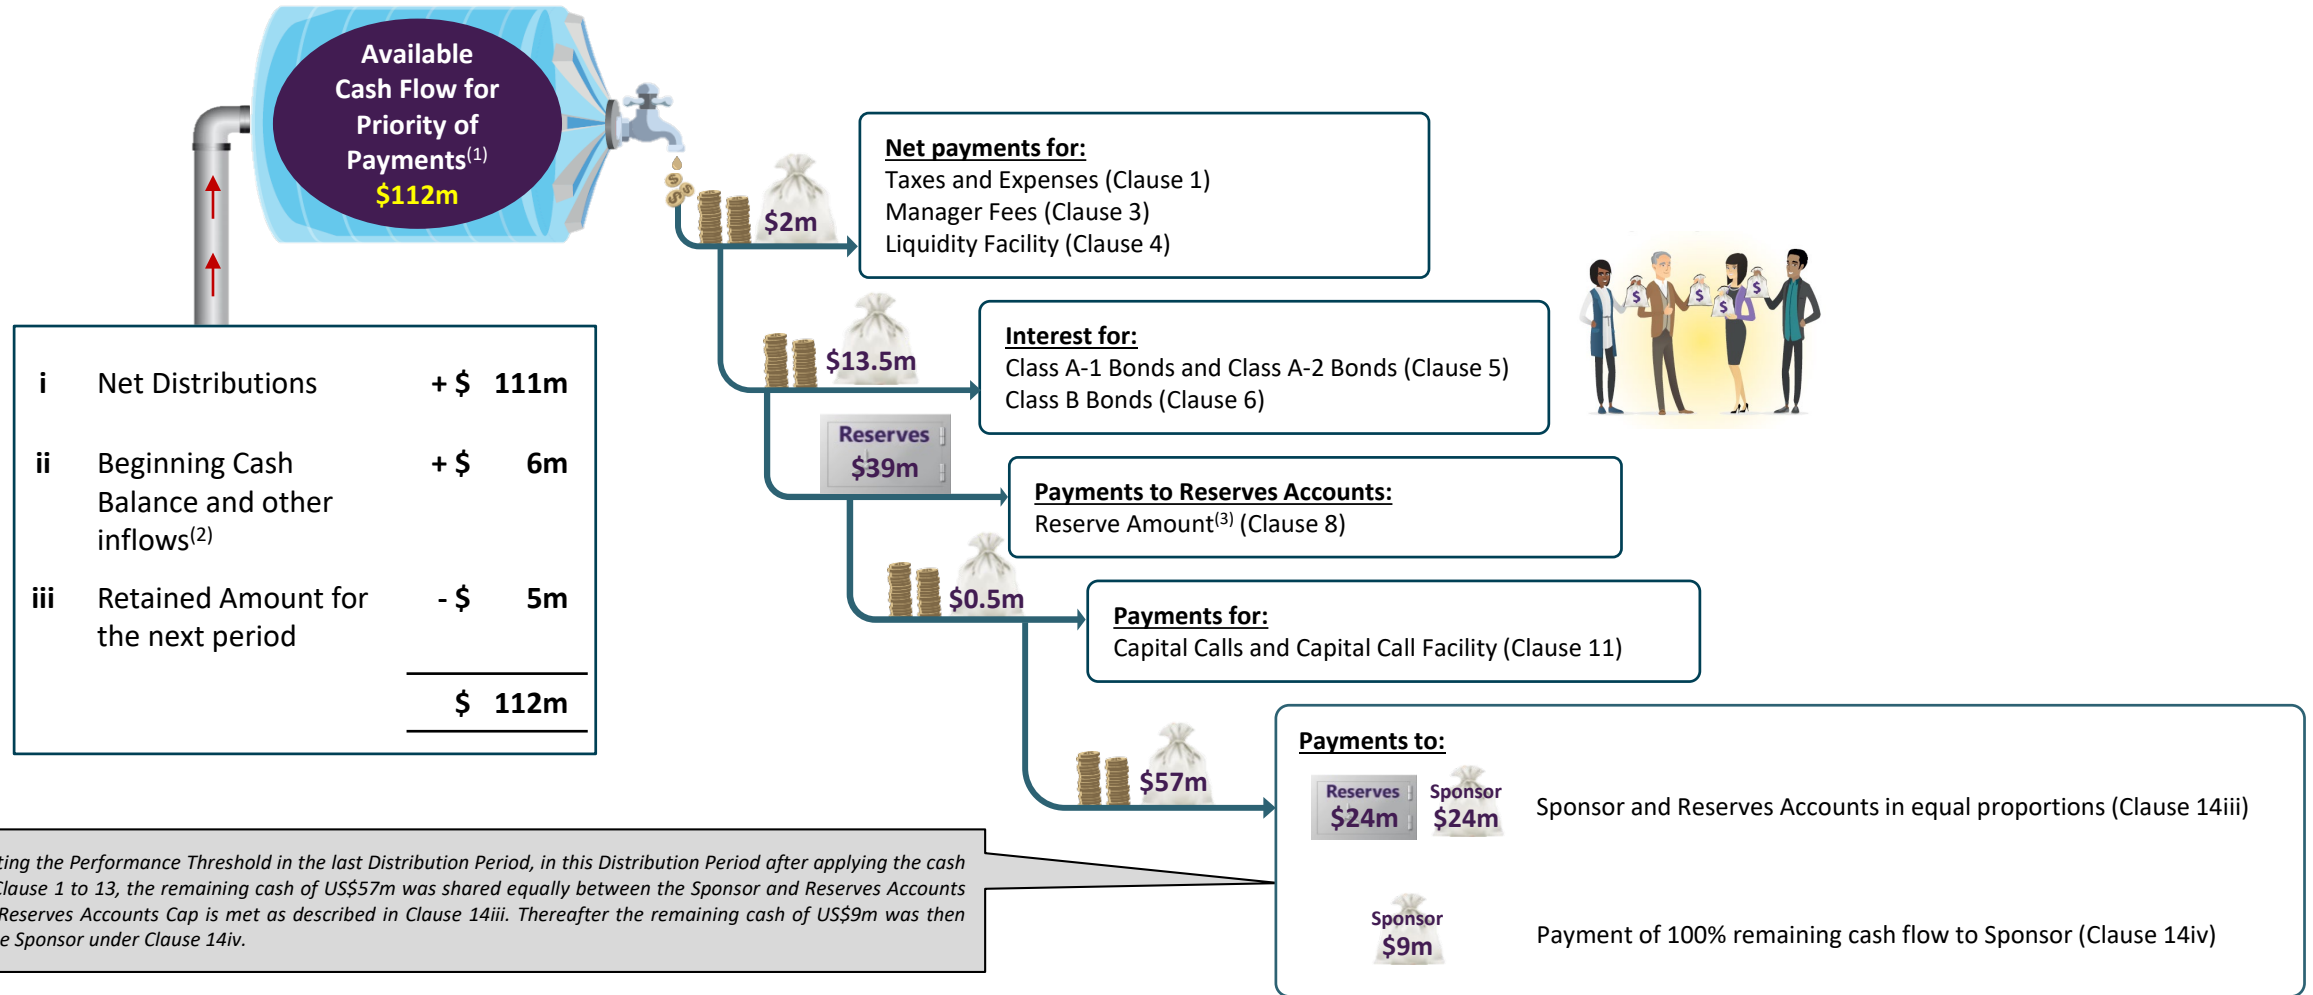 Available
Cash Flow for
Priority of
Payments(1)
$112m
$2m
Net payments for:
Taxes and Expenses (Clause 1)
Manager Fees (Clause 3)
Liquidity Facility (Clause 4)
$13.5m
Interest for:
Class A-1 Bonds and Class A-2 Bonds (Clause 5)
Class B Bonds (Clause 6)
$ $ $ $
i Net Distributions + $ 111m
ii Beginning Cash + $ 6m
Balance and other
inflows(2)
iii Retained Amount for - $ 5m
the next period
$ 112m
Reserves
$39m
Payments to Reserves Accounts:
Reserve Amount(3) (Clause 8)
$0.5m
Payments for:
Capital Calls and Capital Call Facility (Clause 11)
$57m
Payments to:
Reserves
$24m
Sponsor
$24m
Sponsor and Reserves Accounts in equal proportions (Clause 14iii)
Sponsor
$9m
Payment of 100% remaining cash flow to Sponsor (Clause 14iv)
the Performance Threshold in the last Distribution Period, in this Distribution Period after applying the cash
Clause 1 to 13, the remaining cash of US$57m was shared equally between the Sponsor and Reserves Accounts
Reserves Accounts Cap is met as described in Clause 14iii. Thereafter the remaining cash of US$9m was then
Sponsor under Clause 14iv.